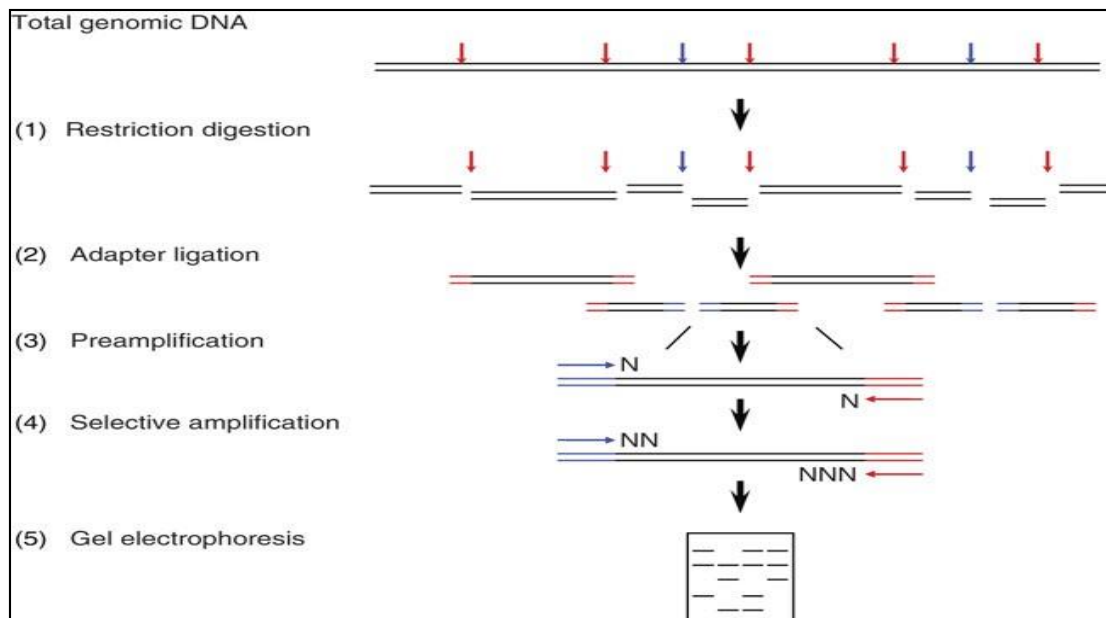 Total genomic DNA
(1) Restriction digestion
(2) Adapter ligation
(3) Preamplification
N
N
(4) Selective amplification
NN
NNN
(5) Gel electrophoresis